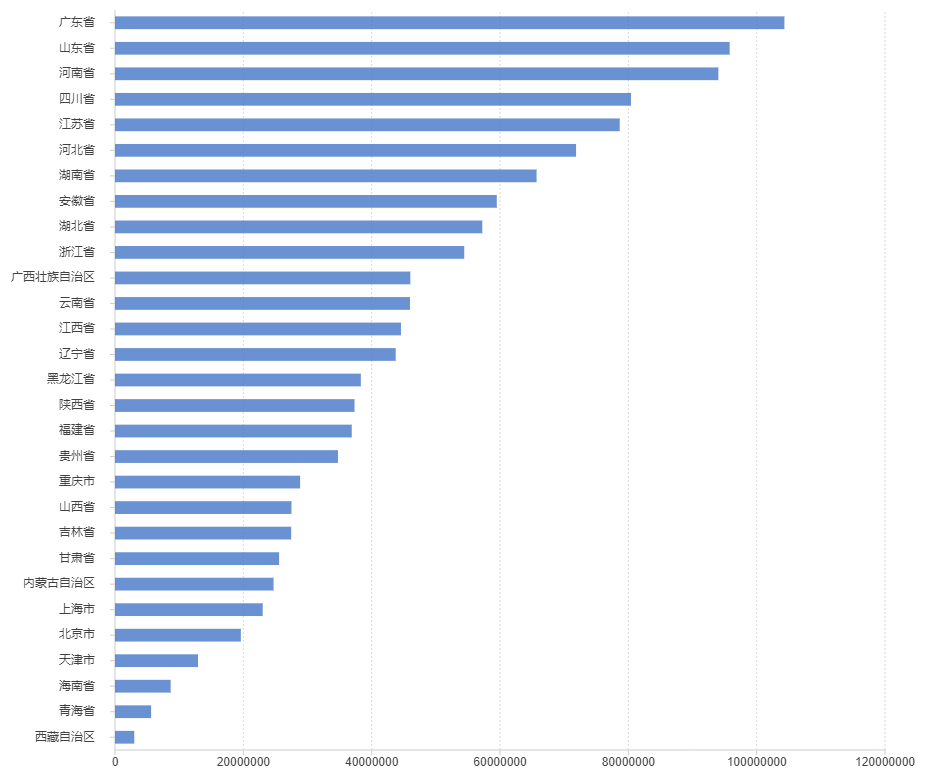 广东省
山东省
河南省
四川省
江苏省
河北省
湖南省
安徽省
湖北省
浙江省
广西壮族自治区
云南省
江西省
辽宁省
黑龙江省
陕西省
福建省
贵州省
重庆市
山西省
吉林省
甘肃省
内蒙古自治区
上海市
北京市
天津市
海南省
青海省
西藏自治区
0 20000000 40000000 60000000 80000000 100000000 120000000